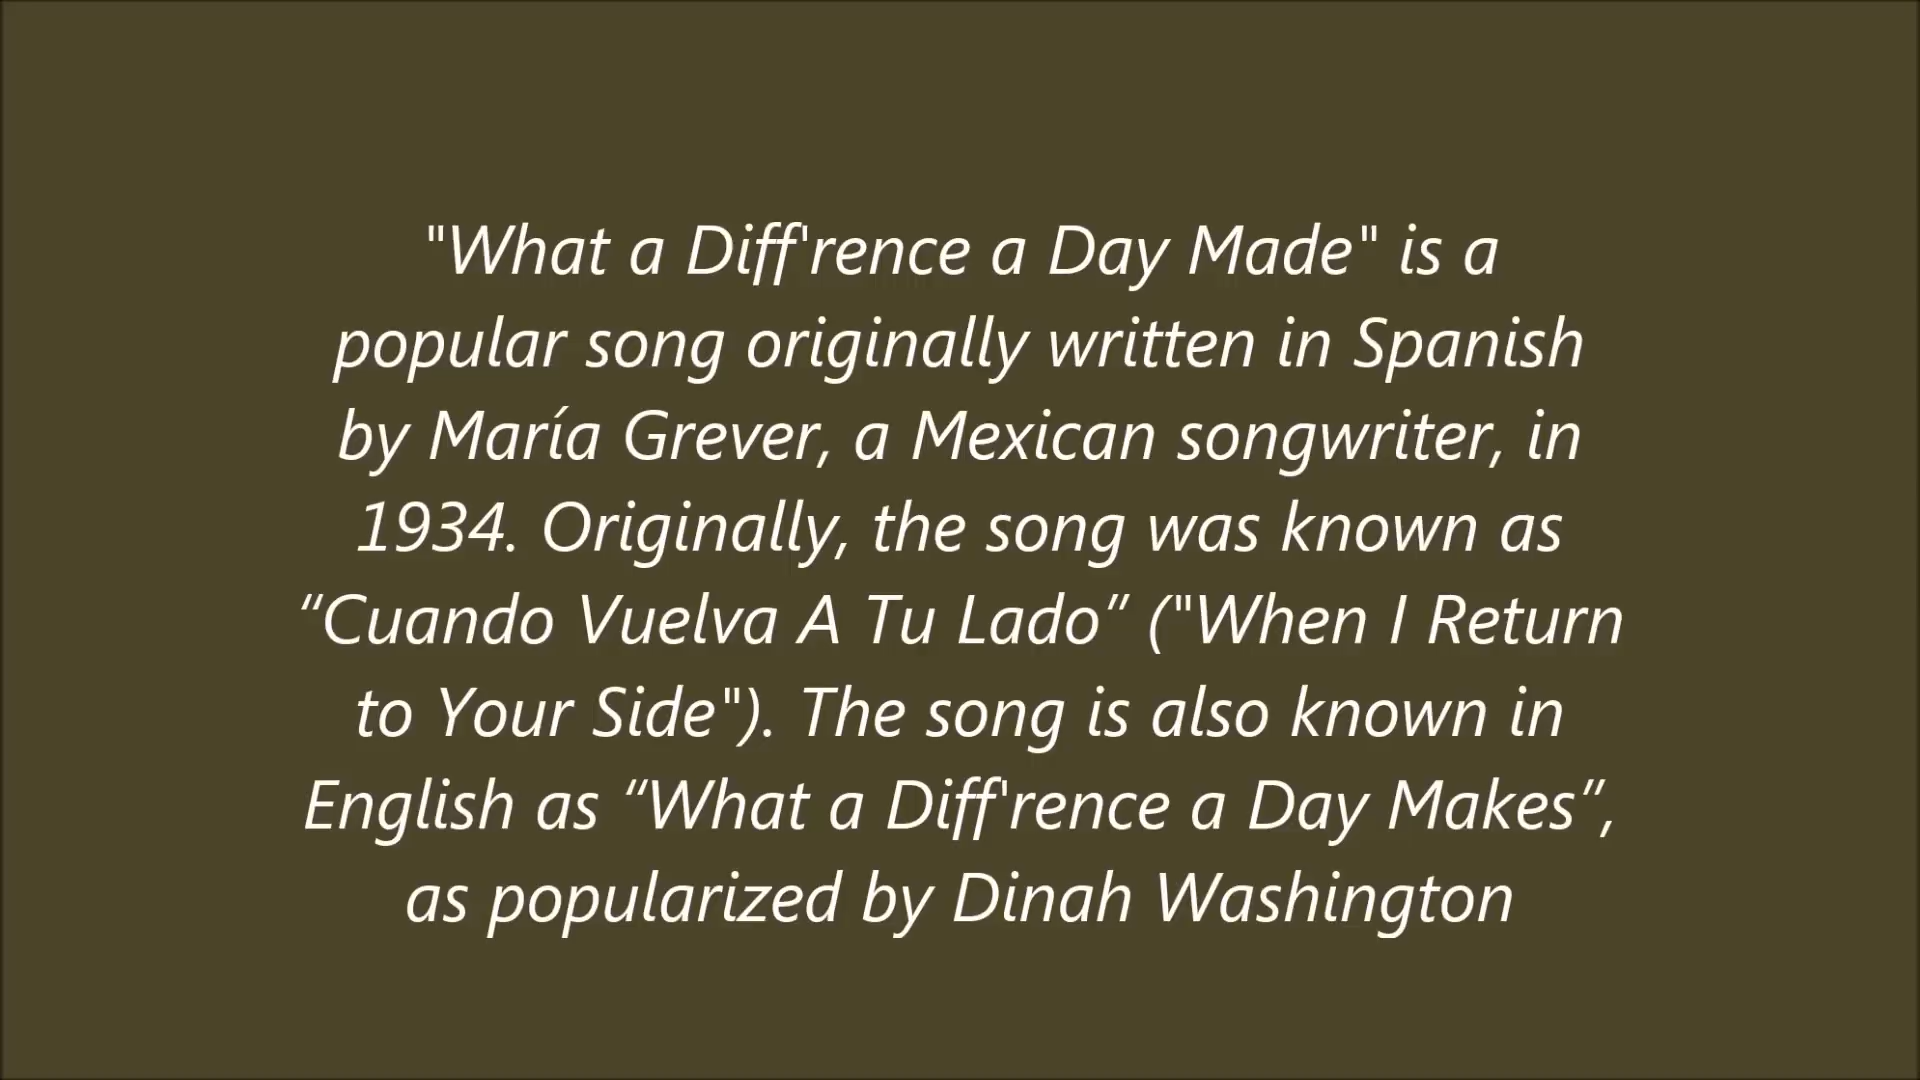 "What a Diff'rence a Day Made" is a
popular song originally written in Spanish
by María Grever, a Mexican songwriter, in
1934. Originally, the song was known as
“Cuando Vuelva A Tu Lado” ("When I Return
to Your Side"). The song is also known in
English as “What a Diff'rence a Day Makes”,
as popularized by Dinah Washington